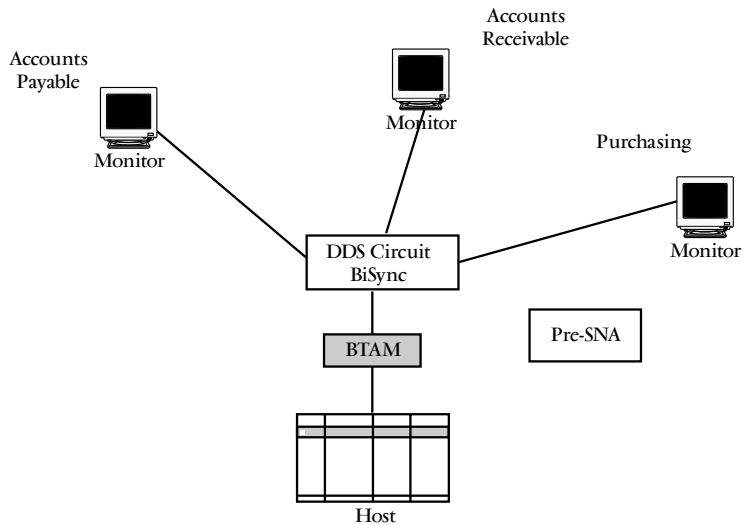 Accounts
Receivable
Accounts
Payable
Monitor
Purchasing
Monitor
Monitor
DDS Circuit
BiSync
Pre-SNA
BTAM
Host